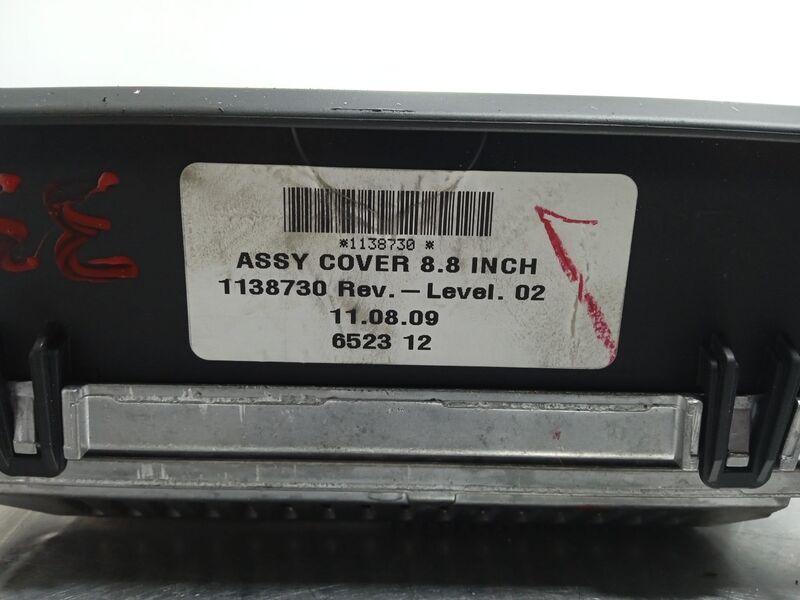 *1138730 *
ASSY COVER 8.8 INCH
1138730 Rev. – Level. 02
11.08.09
6523 12